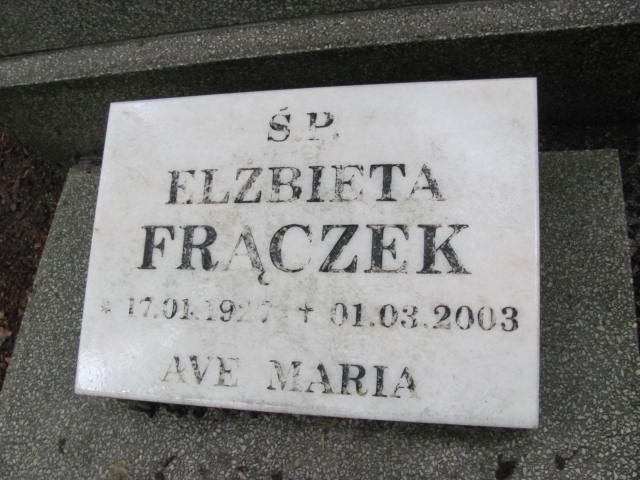 Ś.P.
ELZBIETA
FRĄCZEK
* 17.01.1927 + 01.03.2003
AVE MARIA